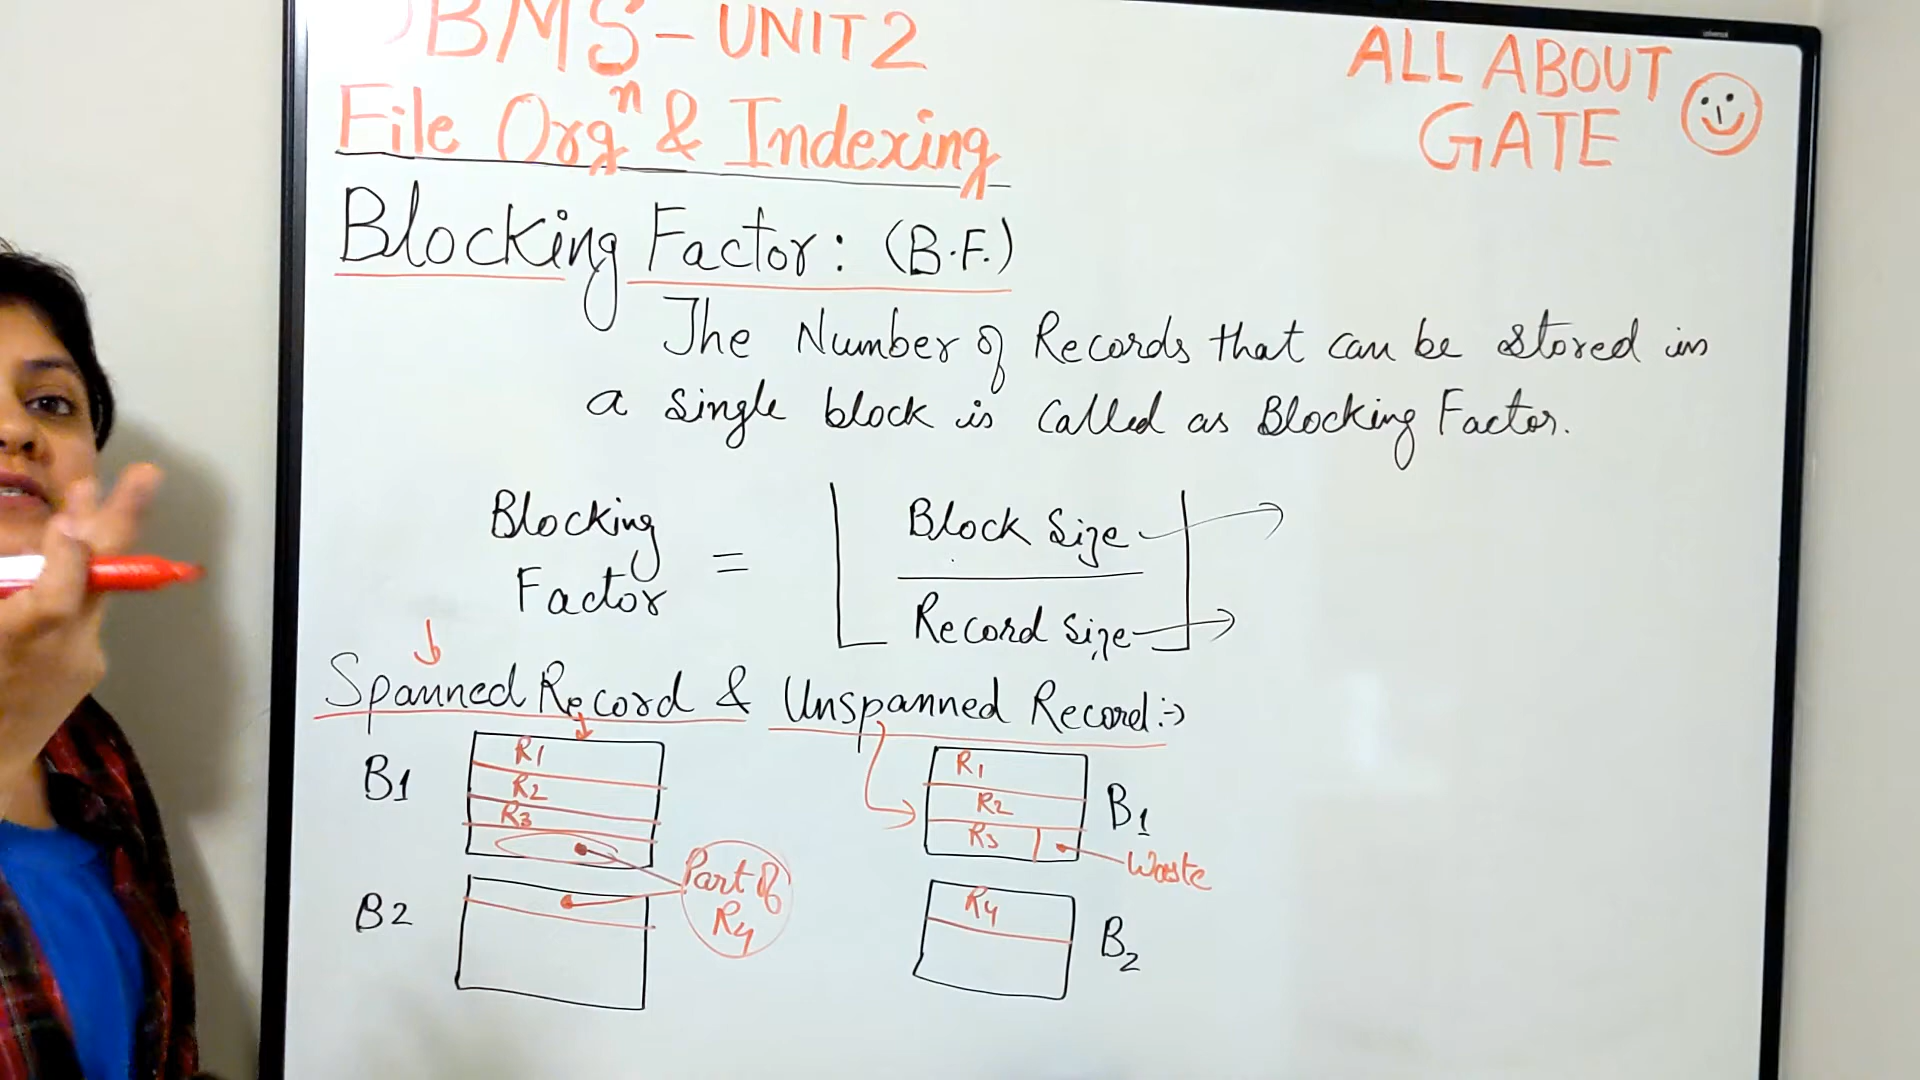 DBMS - UNIT 2
File Orgⁿ & Indexing
ALL ABOUT
GATE
Blocking Factor: (B.F.)
The Number of Records that can be stored in
a single block is called as Blocking Factor.
Blocking
Factor
=
Block Size
Record Size
Spanned Record & Unspanned Record:->
B1
R1
R2
R3
B2
Part of
R4
R1
R2
R3
B1
Waste
R4
B2